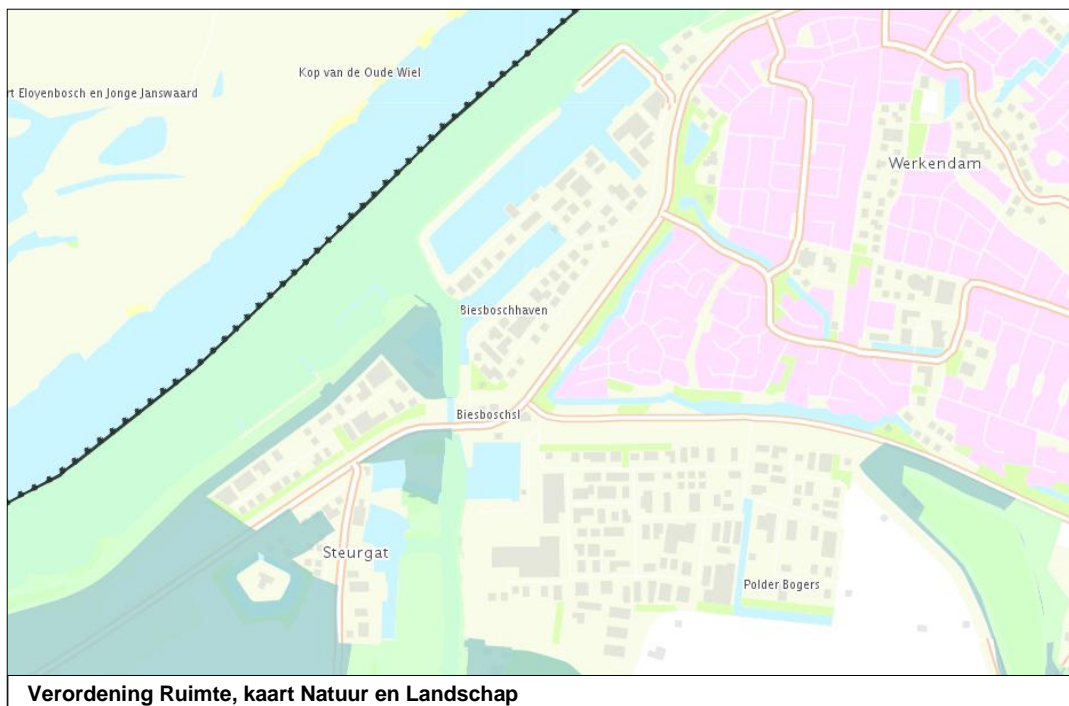 Kop van de Oude Wiel
rt Eloyenbosch en Jonge Janswaard
Werkendam
Biesboschhaven
Biesboschsl
Steurgat
Polder Bogers
Verordening Ruimte, kaart Natuur en Landschap